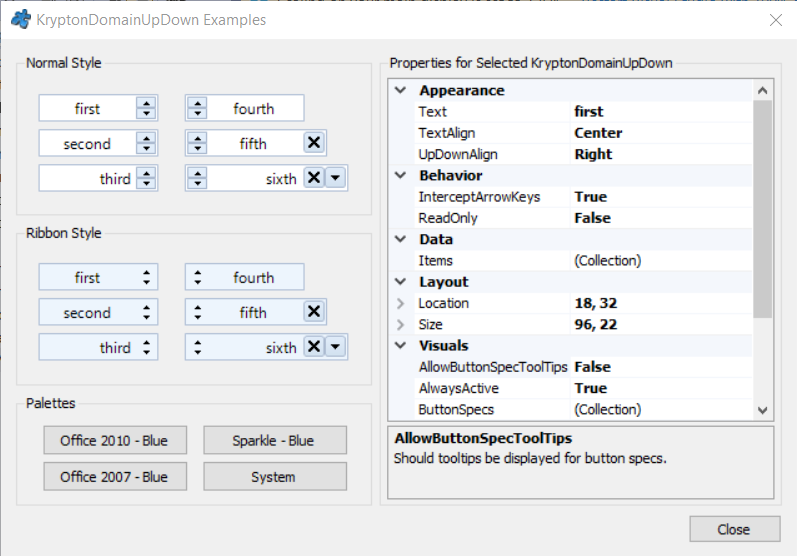 KryptonDomainUpDown Examples
Normal Style
first
fourth
second
fifth
third
sixth
Ribbon Style
first
fourth
second
fifth
third
sixth
Palettes
Office 2010 - Blue
Sparkle - Blue
Office 2007 - Blue
System
Properties for Selected KryptonDomainUpDown
Appearance
Text first
TextAlign Center
UpDownAlign Right
Behavior
InterceptArrowKeys True
ReadOnly False
Data
Items (Collection)
Layout
Location 18, 32
Size 96, 22
Visuals
AllowButtonSpecToolTips False
AlwaysActive True
ButtonSpecs (Collection)
AllowButtonSpecToolTips
Should tooltips be displayed for button specs.
Close